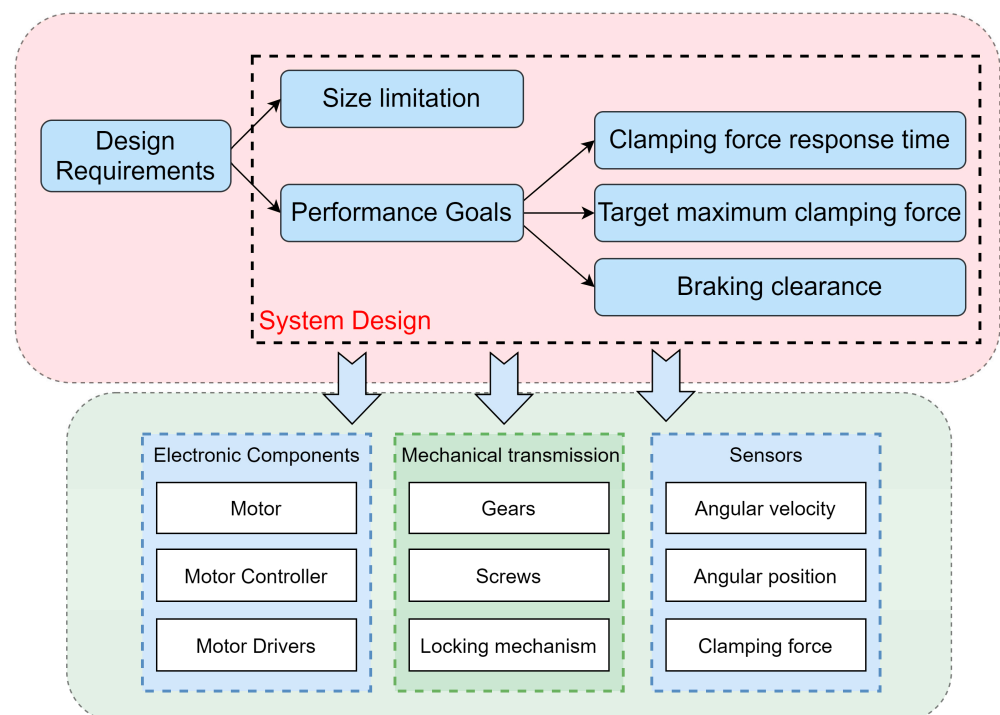 Design
Requirements
Size limitation
Performance Goals
Clamping force response time
Target maximum clamping force
Braking clearance
System Design
Electronic Components
Motor
Motor Controller
Motor Drivers
Mechanical transmission
Gears
Screws
Locking mechanism
Sensors
Angular velocity
Angular position
Clamping force